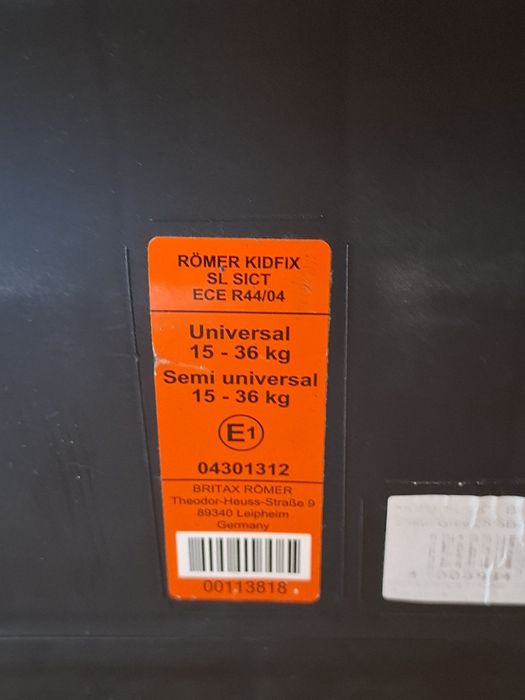 RÖMER KIDFIX
SL SICT
ECE R44/04
Universal
15 - 36 kg
Semi universal
15 - 36 kg
E1
04301312
BRITAX RÖMER
Theodor-Heuss-Straße 9
89340 Leipheim
Germany
00113818